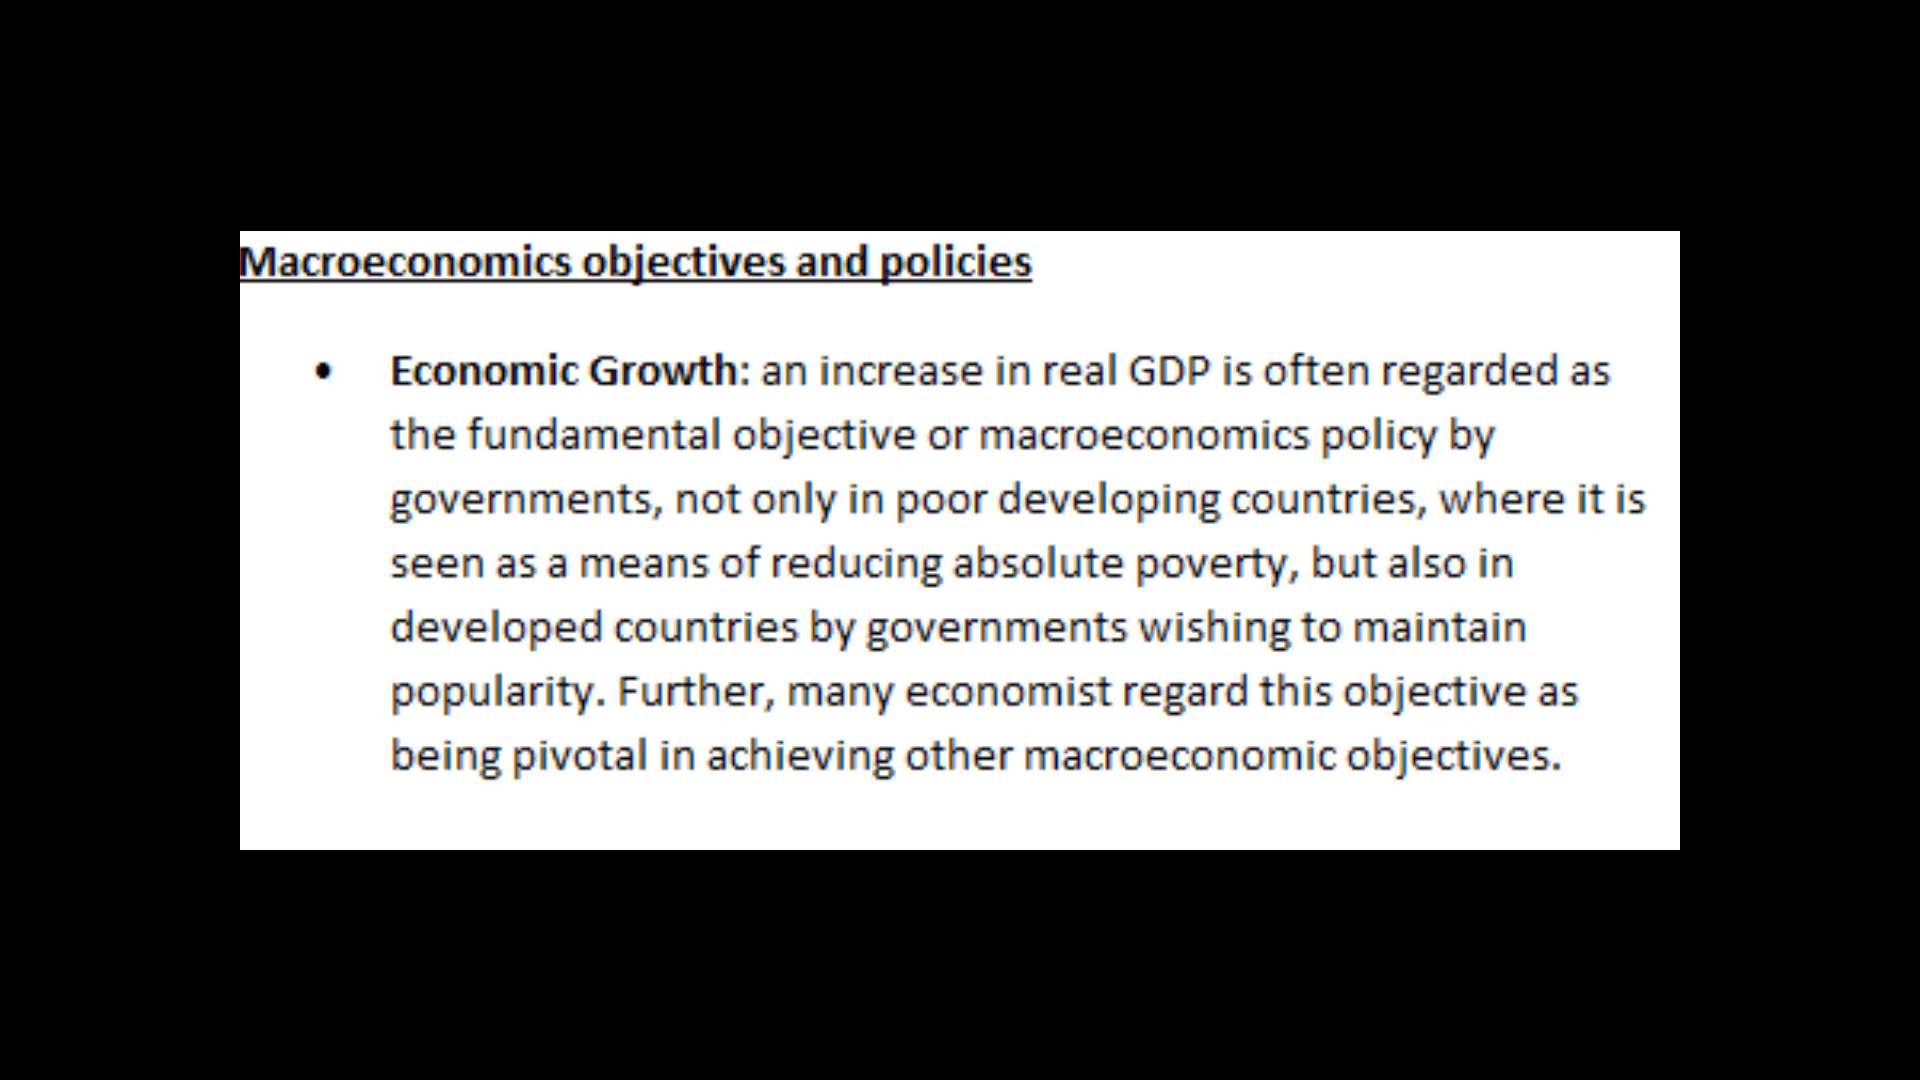 Macroeconomics objectives and policies
• Economic Growth: an increase in real GDP is often regarded as
the fundamental objective or macroeconomics policy by
governments, not only in poor developing countries, where it is
seen as a means of reducing absolute poverty, but also in
developed countries by governments wishing to maintain
popularity. Further, many economist regard this objective as
being pivotal in achieving other macroeconomic objectives.